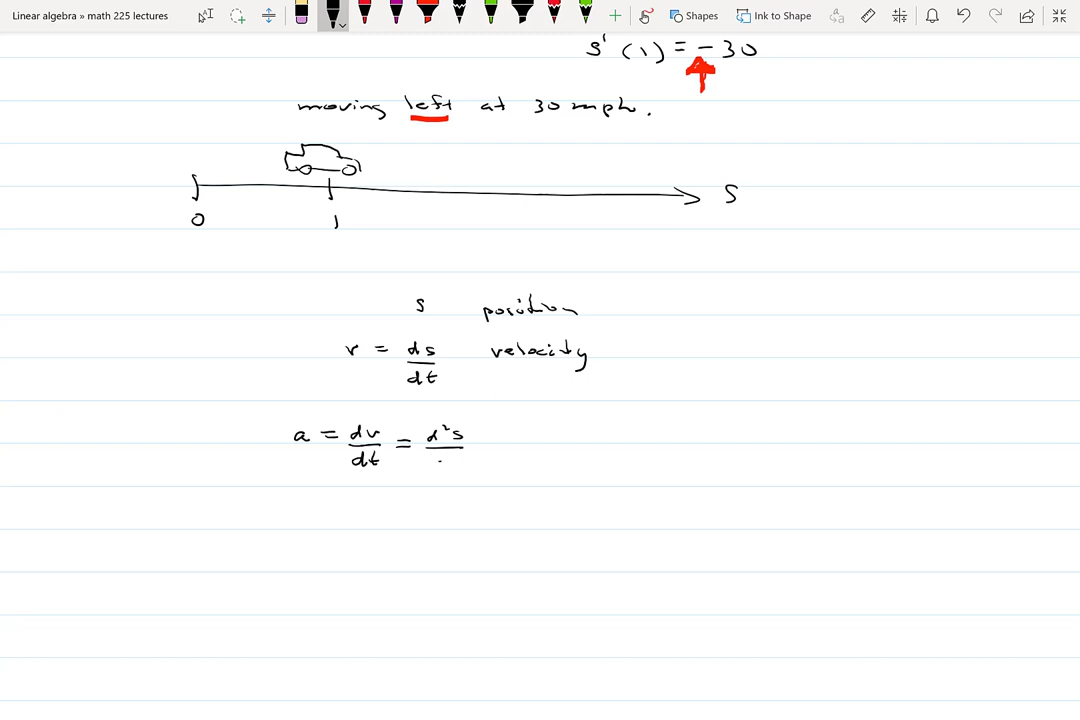 Linear algebra » math 225 lectures
Shapes
Ink to Shape
s'(1) = -30
moving left at 30 mph.
S
0 1
s position
v = ds/dt velocity
a = dv/dt = d²s